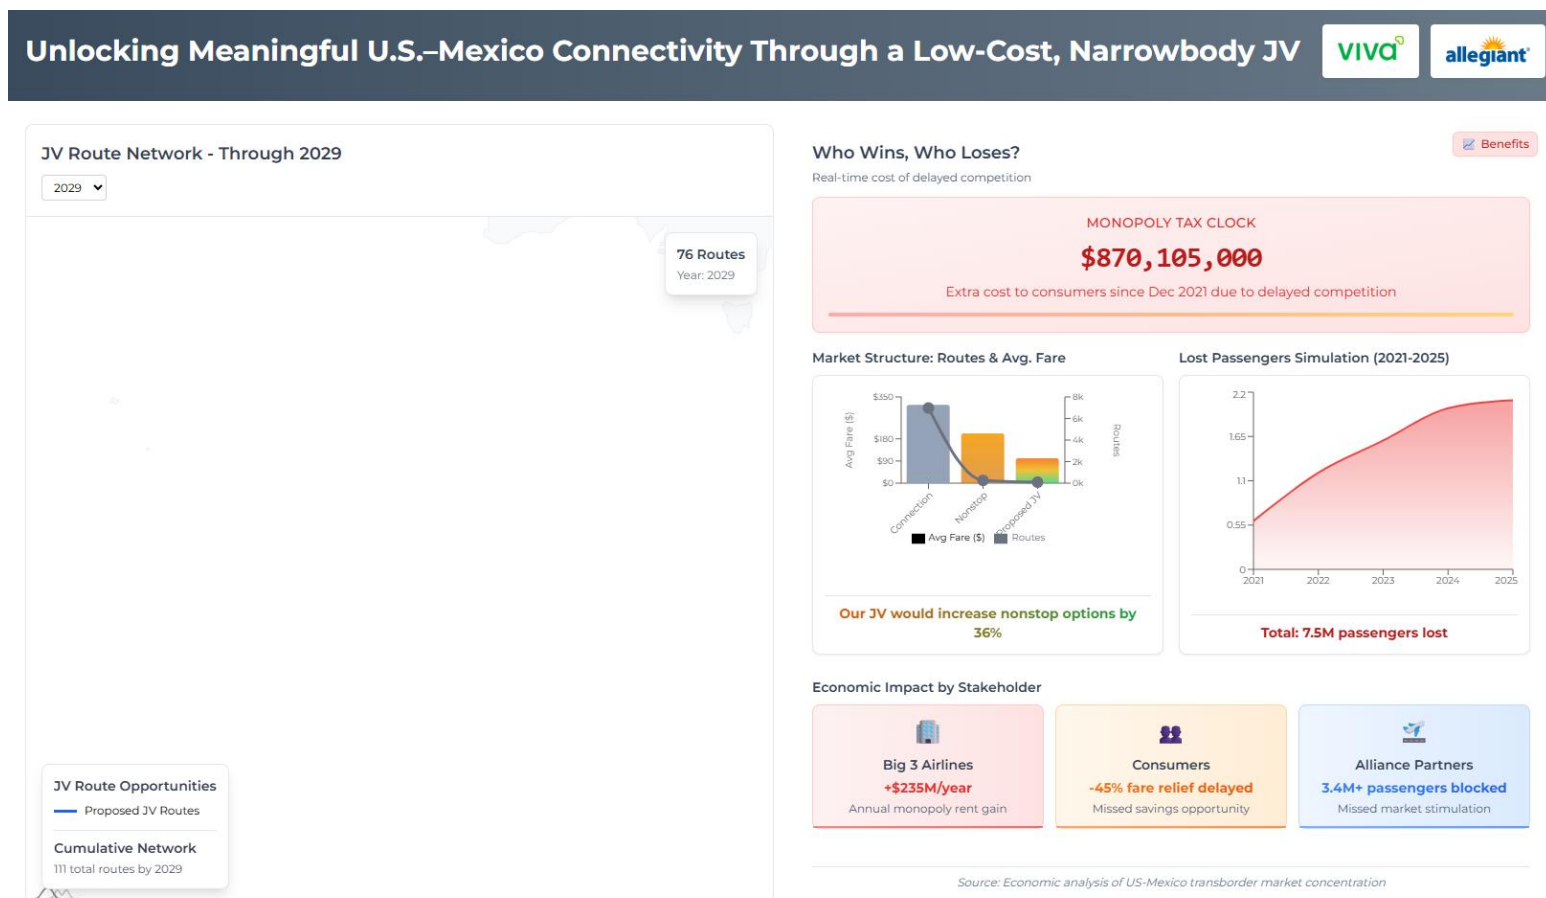 Unlocking Meaningful U.S.–Mexico Connectivity Through a Low-Cost, Narrowbody JV
viva
allegiant
JV Route Network - Through 2029
2029
76 Routes
Year: 2029
JV Route Opportunities
Proposed JV Routes
Cumulative Network
111 total routes by 2029
Benefits
Who Wins, Who Loses?
Real-time cost of delayed competition
MONOPOLY TAX CLOCK
$870,105,000
Extra cost to consumers since Dec 2021 due to delayed competition
Market Structure: Routes & Avg. Fare
$350
$180
$90
$0
Avg Fare ($)
8k
6k
4k
2k
0k
Routes
Connection
Nonstop
Proposed JV
Avg Fare ($)
Routes
Our JV would increase nonstop options by
36%
Lost Passengers Simulation (2021-2025)
2.2
1.65
1.1
0.55
0
2021
2022
2023
2024
2025
Total: 7.5M passengers lost
Economic Impact by Stakeholder
Big 3 Airlines
+$235M/year
Annual monopoly rent gain
Consumers
-45% fare relief delayed
Missed savings opportunity
Alliance Partners
3.4M+ passengers blocked
Missed market stimulation
Source: Economic analysis of US-Mexico transborder market concentration